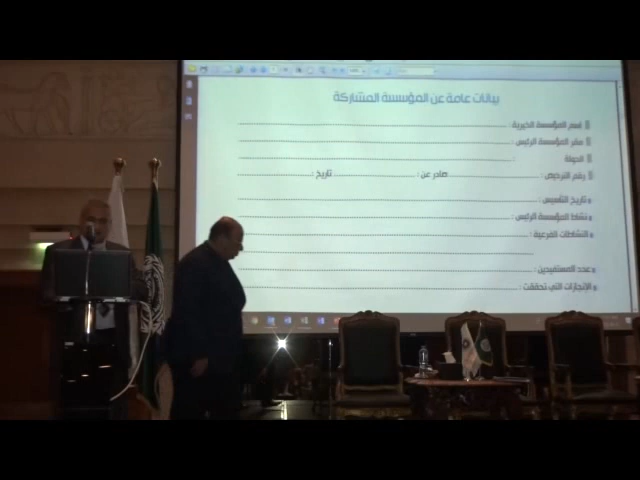 بيانات عامة عن المؤسسة المشاركة
اسم المؤسسة الخيرية :
مقر المؤسسة الرئيس :
الدولة :
رقم الترخيص : صادر عن : تاريخ :
تاريخ التأسيس :
نشاط المؤسسة الرئيس :
النشاطات الفرعية :
عدد المستفيدين :
الإنجازات التي تحققت :